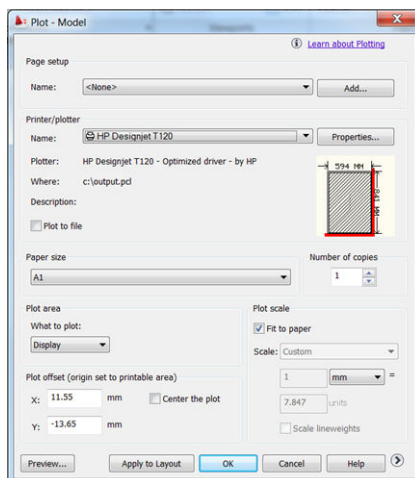 Plot - Model
Learn about Plotting
Page setup
Name: <None> Add...
Printer/plotter
Name: HP Designjet T120 Properties...
Plotter: HP Designjet T120 - Optimized driver - by HP
Where: c:\output.pcl
Description:
Plot to file
594 MM
841 MM
Paper size
A1
Number of copies
1
Plot area
What to plot:
Display
Plot offset (origin set to printable area)
X: 11.55 mm Center the plot
Y: -13.65 mm
Plot scale
Fit to paper
Scale: Custom
1 mm =
7.847 units
Scale lineweights
Preview... Apply to Layout OK Cancel Help